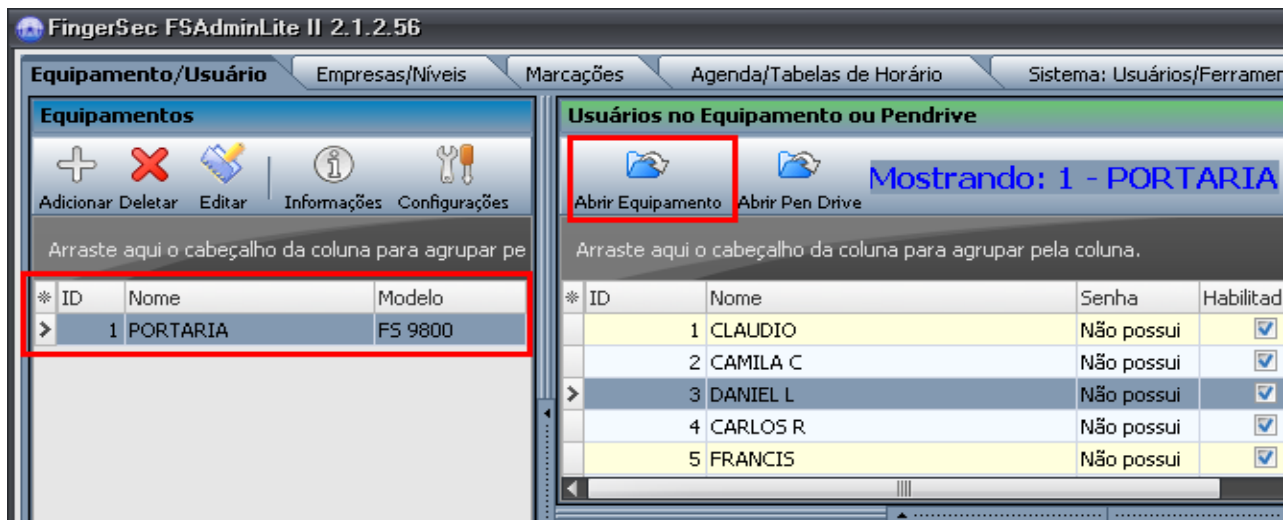 FingerSec FSAdminLite II 2.1.2.56
Equipamento/Usuário Empresas/Níveis Marcações Agenda/Tabelas de Horário Sistema: Usuários/Ferramen
Equipamentos
Adicionar Deletar Editar Informações Configurações
Arraste aqui o cabeçalho da coluna para agrupar pe
ID Nome Modelo
1 PORTARIA FS 9800
Usuários no Equipamento ou Pendrive
Abrir Equipamento Abrir Pen Drive Mostrando: 1 - PORTARIA
Arraste aqui o cabeçalho da coluna para agrupar pela coluna.
ID Nome Senha Habilitad
1 CLAUDIO Não possui
2 CAMILA C Não possui
3 DANIEL L Não possui
4 CARLOS R Não possui
5 FRANCIS Não possui